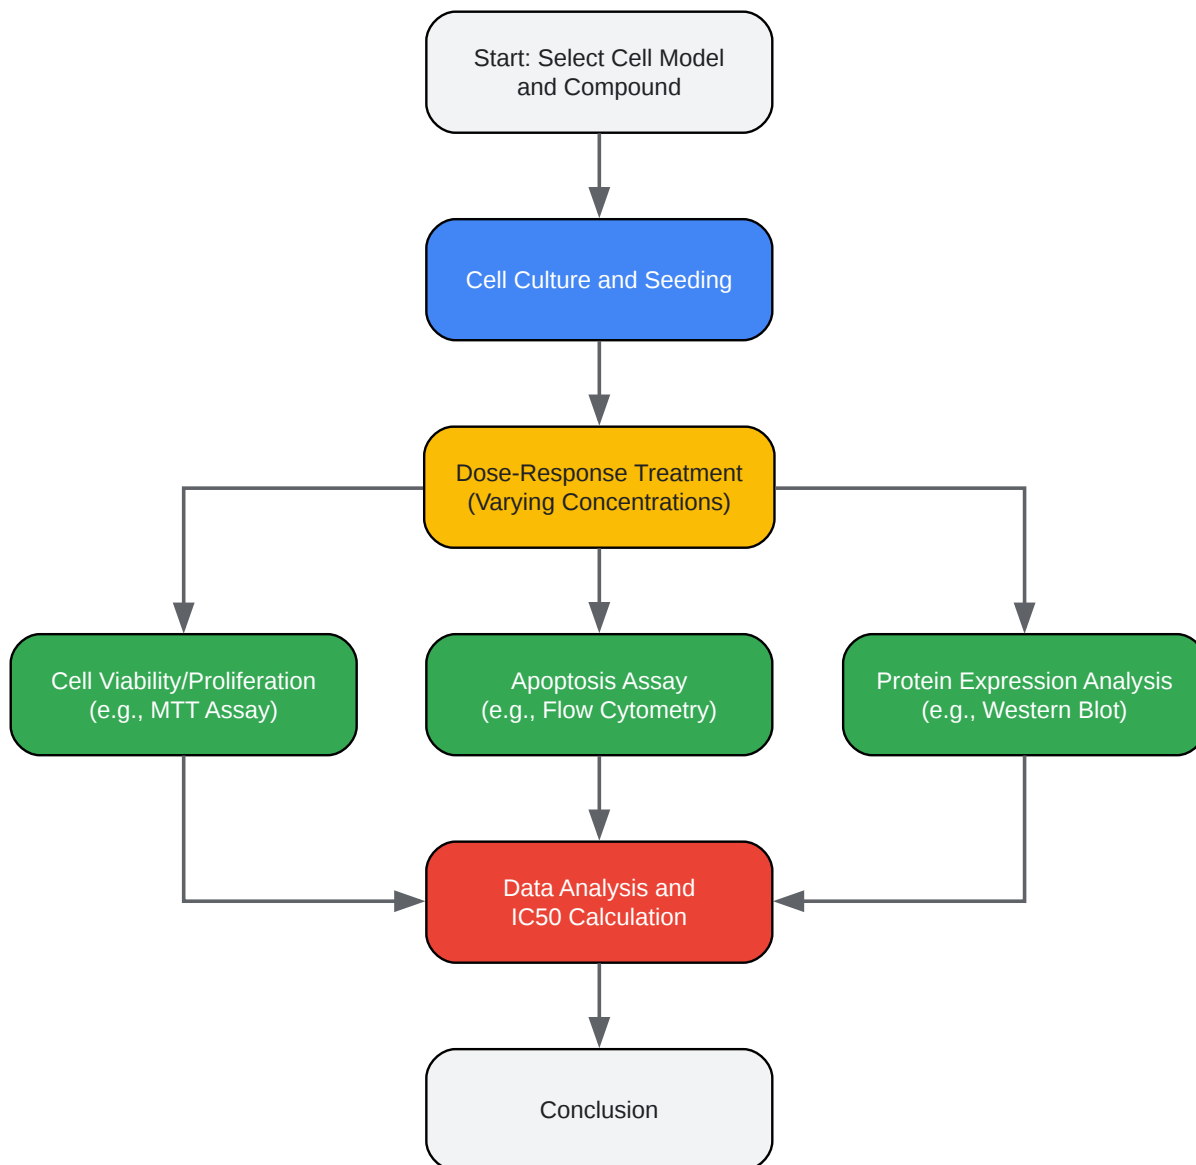 Start: Select Cell Model
and Compound
Cell Culture and Seeding
Dose-Response Treatment
(Varying Concentrations)
Cell Viability/Proliferation
(e.g., MTT Assay)
Apoptosis Assay
(e.g., Flow Cytometry)
Protein Expression Analysis
(e.g., Western Blot)
Data Analysis and
IC50 Calculation
Conclusion